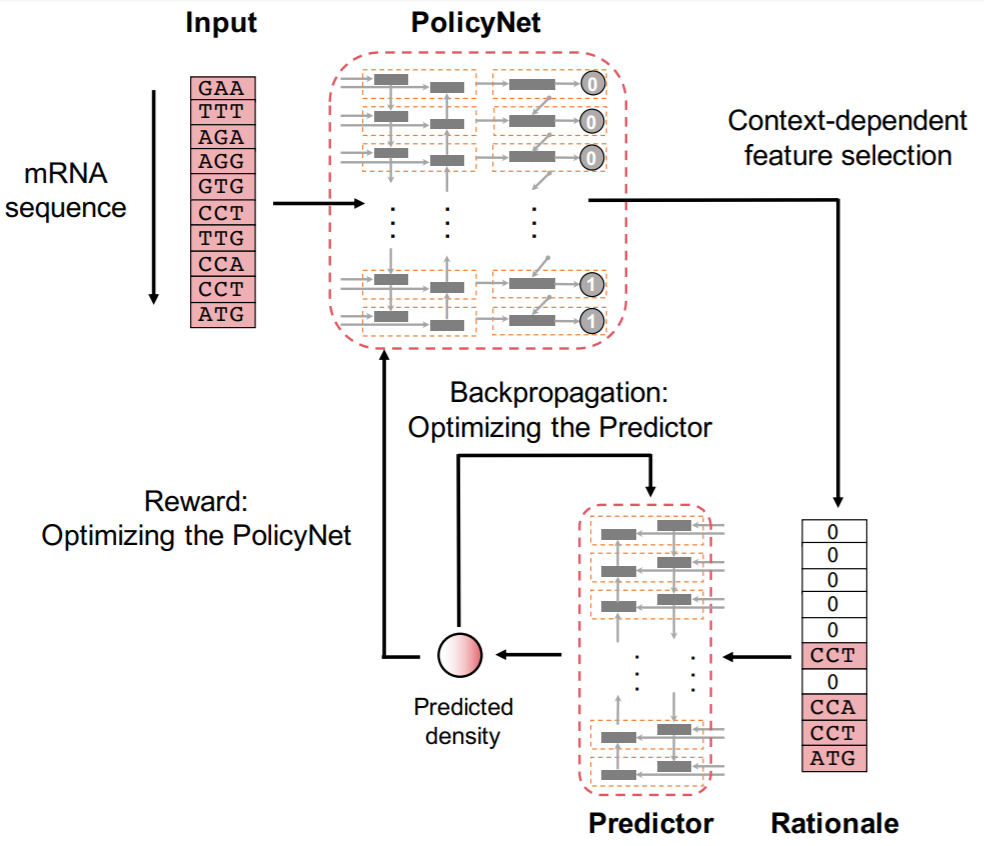 Input
PolicyNet
mRNA
sequence
GAA
TTT
AGA
AGG
GTG
CCT
TTG
CCA
CCT
ATG
0
0
0
1
1
Context-dependent
feature selection
Backpropagation:
Optimizing the Predictor
Reward:
Optimizing the PolicyNet
Predicted
density
0
0
0
0
0
CCT
0
CCA
CCT
ATG
Predictor
Rationale